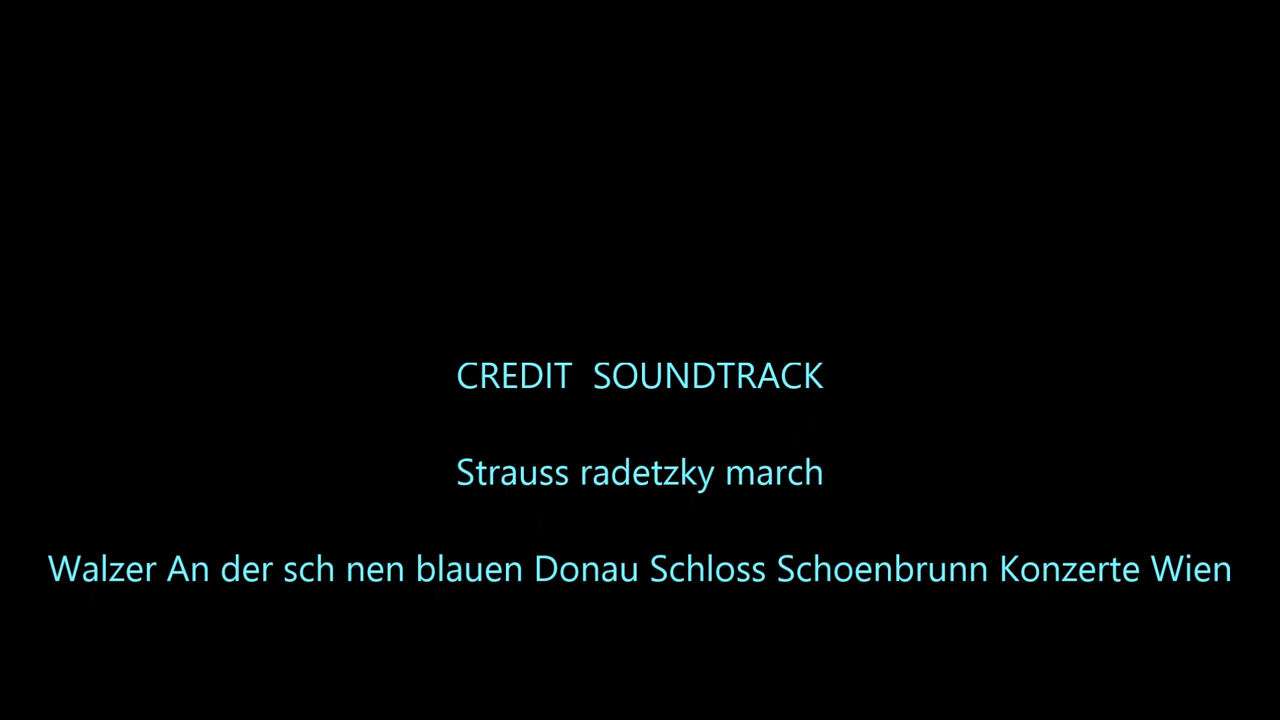 CREDIT  SOUNDTRACK
Strauss radetzky march
Walzer An der sch nen blauen Donau Schloss Schoenbrunn Konzerte Wien